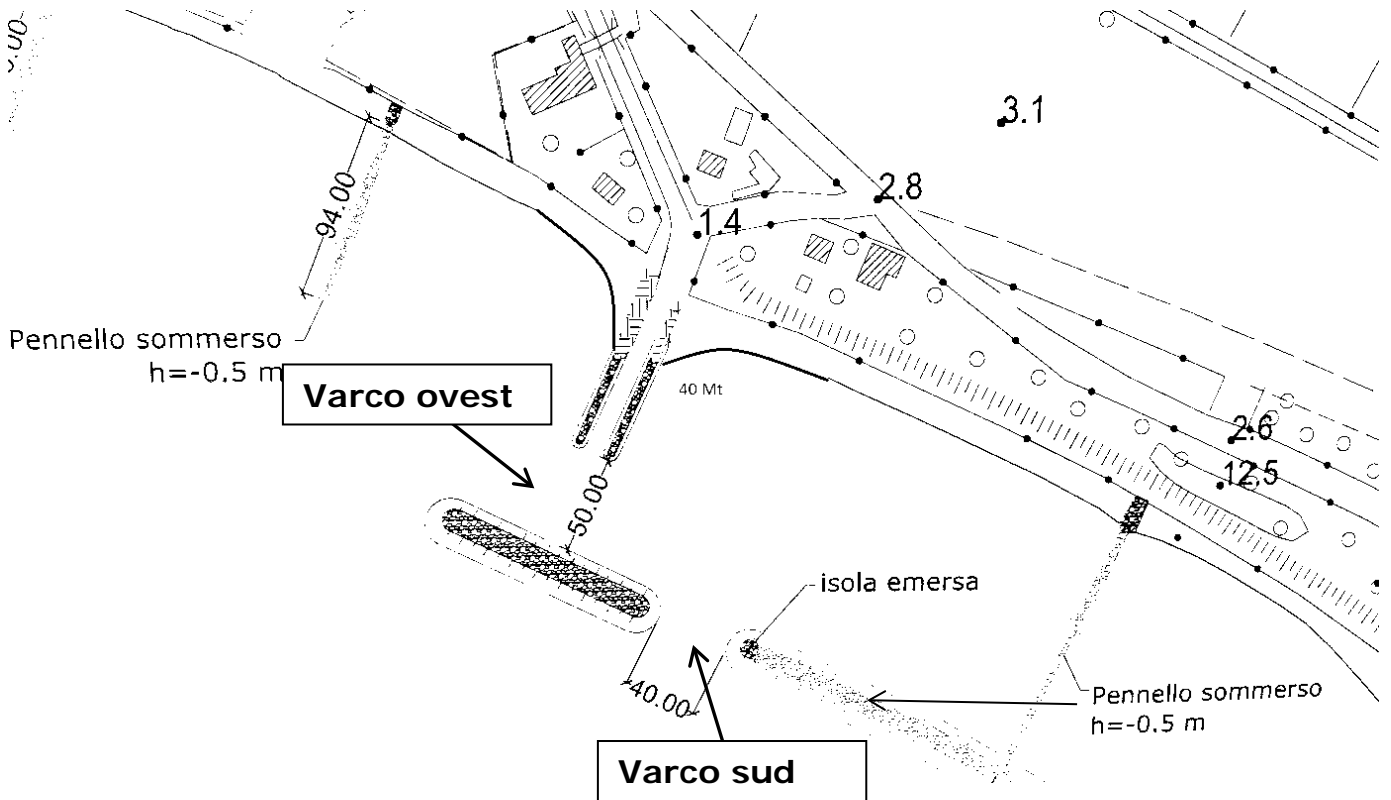 3.1
2.8
1.4
94.00
Pennello sommerso
h=-0.5 m
Varco ovest
40 Mt
2.6
12.5
50.00
isola emersa
40.00
Pennello sommerso
h=-0.5 m
Varco sud